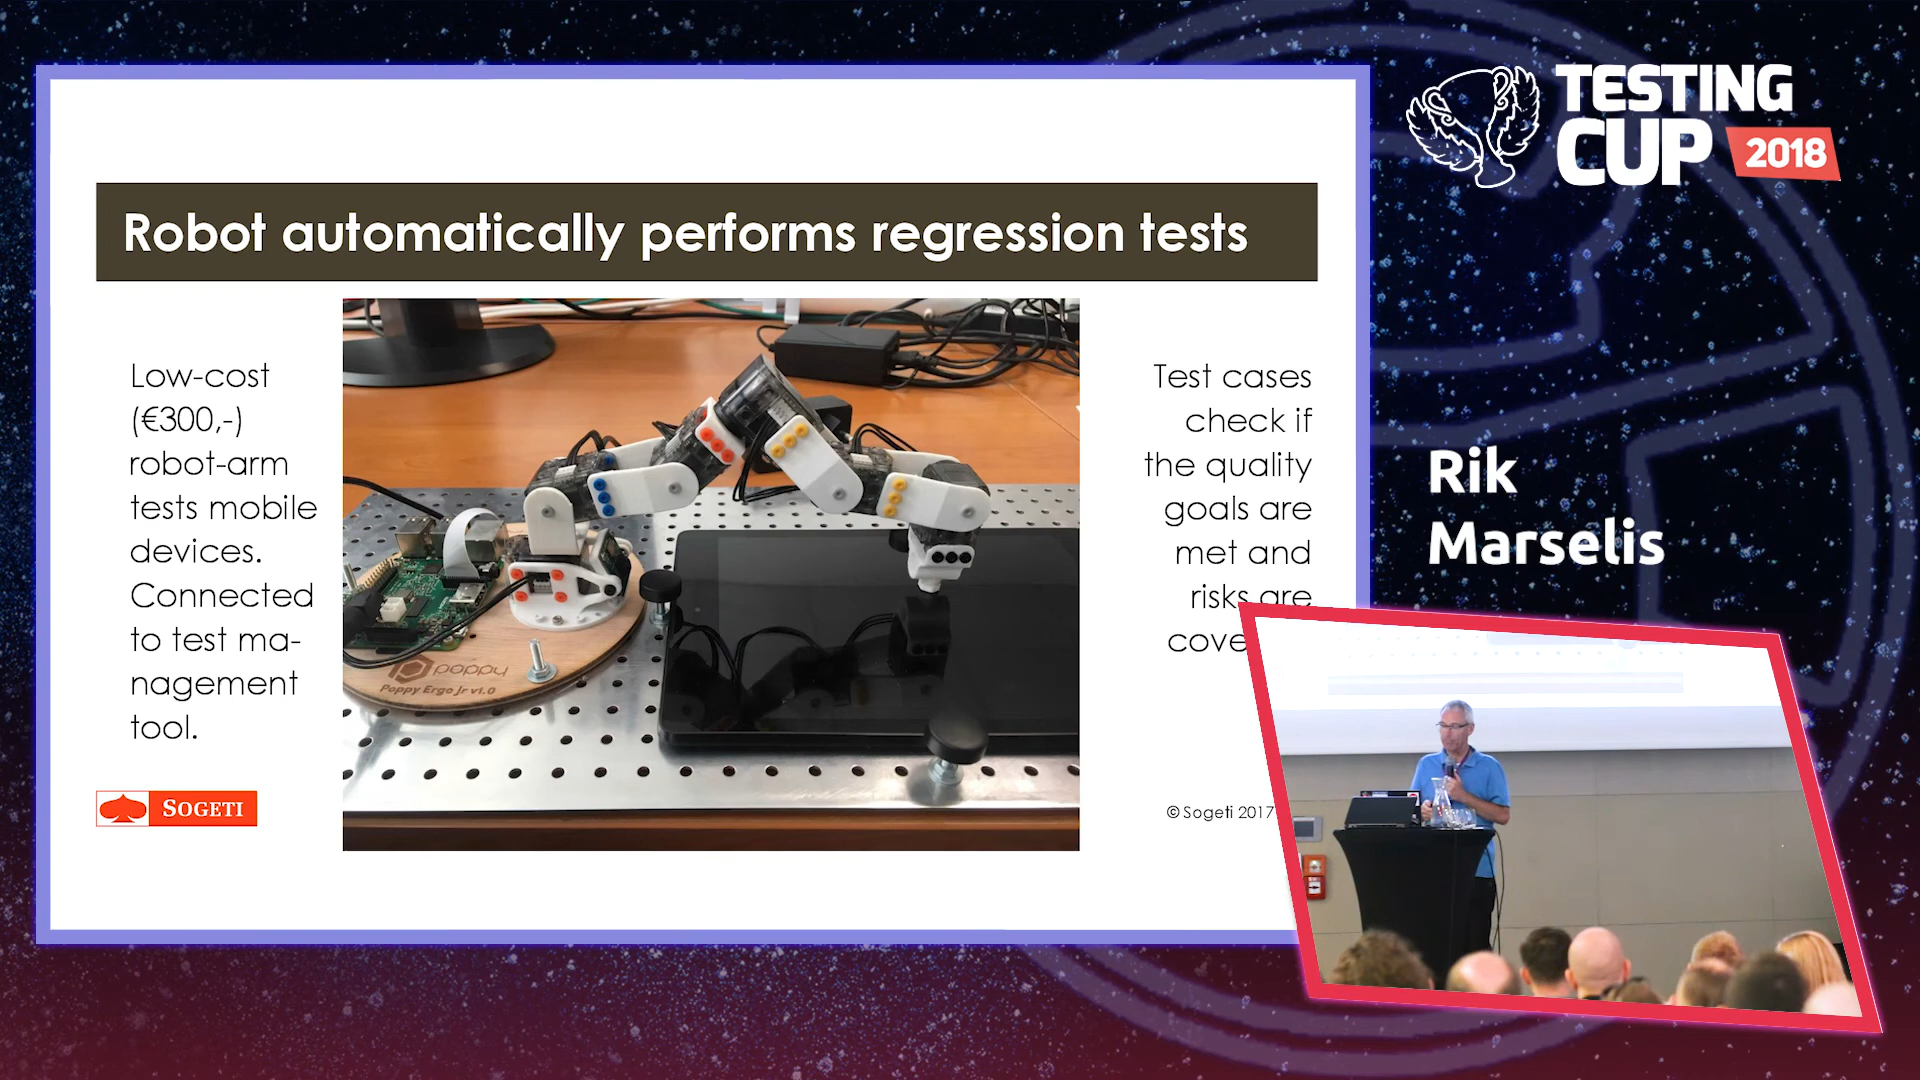 TESTING
CUP
2018
Robot automatically performs regression tests
Low-cost
(€300,-)
robot-arm
tests mobile
devices.
Connected
to test ma-
nagement
tool.
Test cases
check if
the quality
goals are
met and
risks are
poppy
Poppy Ergo Jr v1.0
SOGETI
© Sogeti 2017
Rik
Marselis